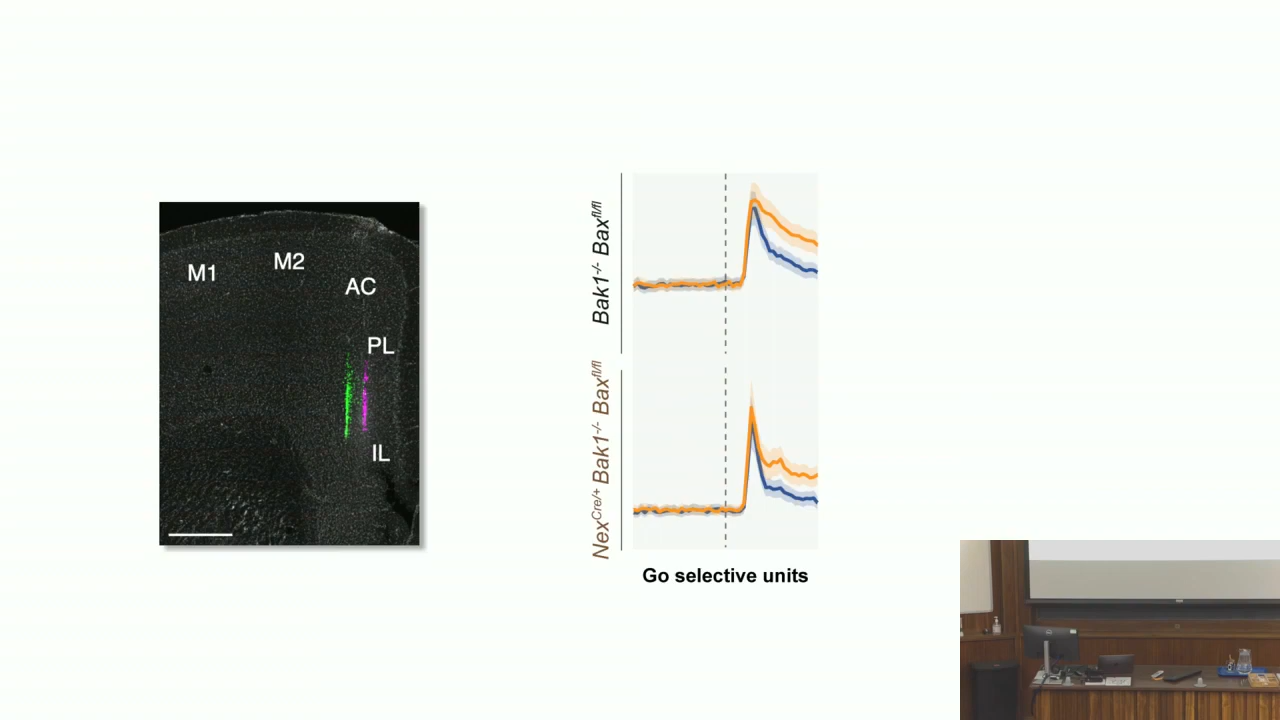 M1
M2
AC
PL
IL
Bak1-/- Baxfl/fl
NexCre/+ Bak1-/- Baxfl/fl
Go selective units